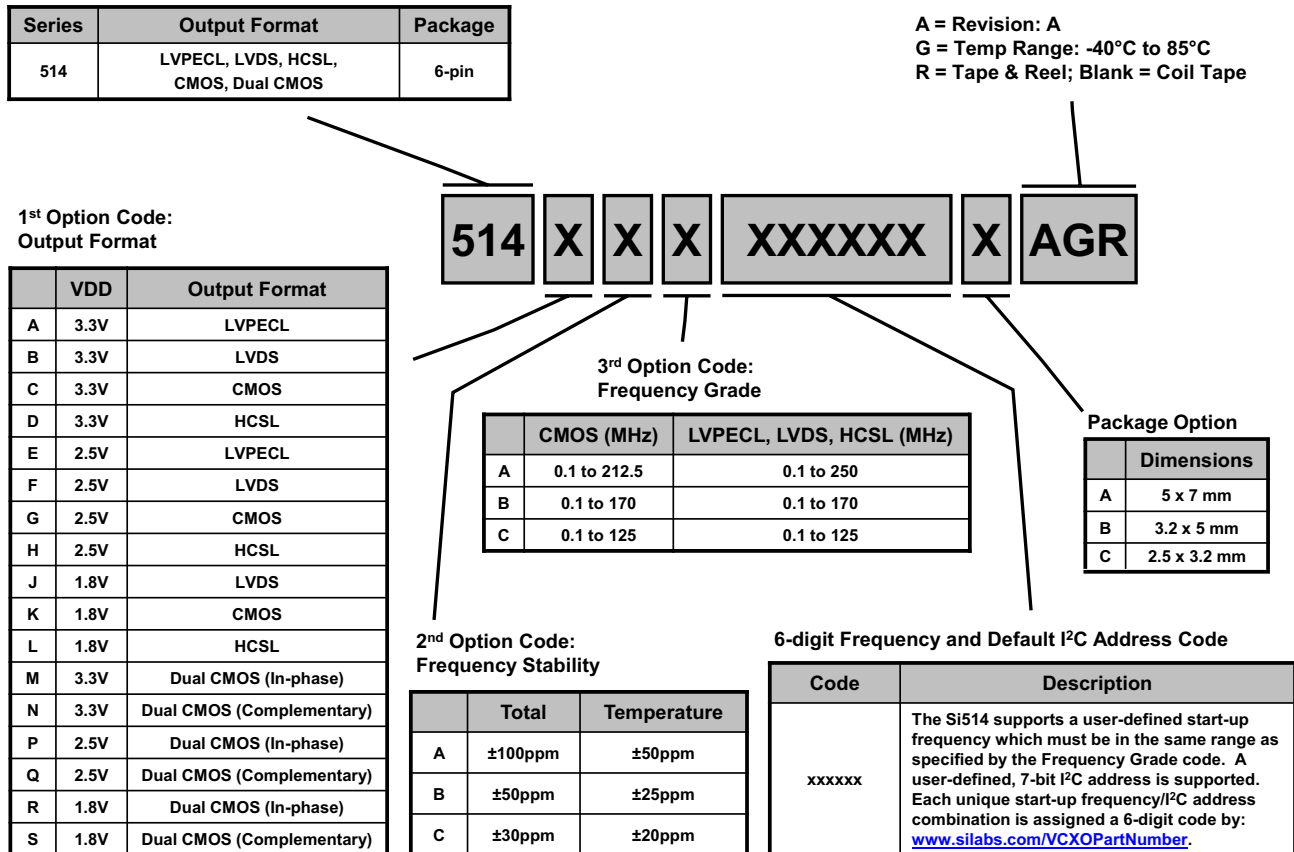 Series Output Format Package
514 LVPECL, LVDS, HCSL, CMOS, Dual CMOS 6-pin
A = Revision: A
G = Temp Range: -40°C to 85°C
R = Tape & Reel; Blank = Coil Tape
514 X X X XXXXXX X AGR
1st Option Code:
Output Format
VDD Output Format
A 3.3V LVPECL
B 3.3V LVDS
C 3.3V CMOS
D 3.3V HCSL
E 2.5V LVPECL
F 2.5V LVDS
G 2.5V CMOS
H 2.5V HCSL
J 1.8V LVDS
K 1.8V CMOS
L 1.8V HCSL
M 3.3V Dual CMOS (In-phase)
N 3.3V Dual CMOS (Complementary)
P 2.5V Dual CMOS (In-phase)
Q 2.5V Dual CMOS (Complementary)
R 1.8V Dual CMOS (In-phase)
S 1.8V Dual CMOS (Complementary)
3rd Option Code:
Frequency Grade
CMOS (MHz) LVPECL, LVDS, HCSL (MHz)
A 0.1 to 212.5 0.1 to 250
B 0.1 to 170 0.1 to 170
C 0.1 to 125 0.1 to 125
Package Option
Dimensions
A 5 x 7 mm
B 3.2 x 5 mm
C 2.5 x 3.2 mm
2nd Option Code:
Frequency Stability
Total Temperature
A ±100ppm ±50ppm
B ±50ppm ±25ppm
C ±30ppm ±20ppm
6-digit Frequency and Default I2C Address Code
Code Description
xxxxxx
The Si514 supports a user-defined start-up
frequency which must be in the same range as
specified by the Frequency Grade code. A
user-defined, 7-bit I2C address is supported.
Each unique start-up frequency/I2C address
combination is assigned a 6-digit code by:
www.silabs.com/VCXOPartNumber.